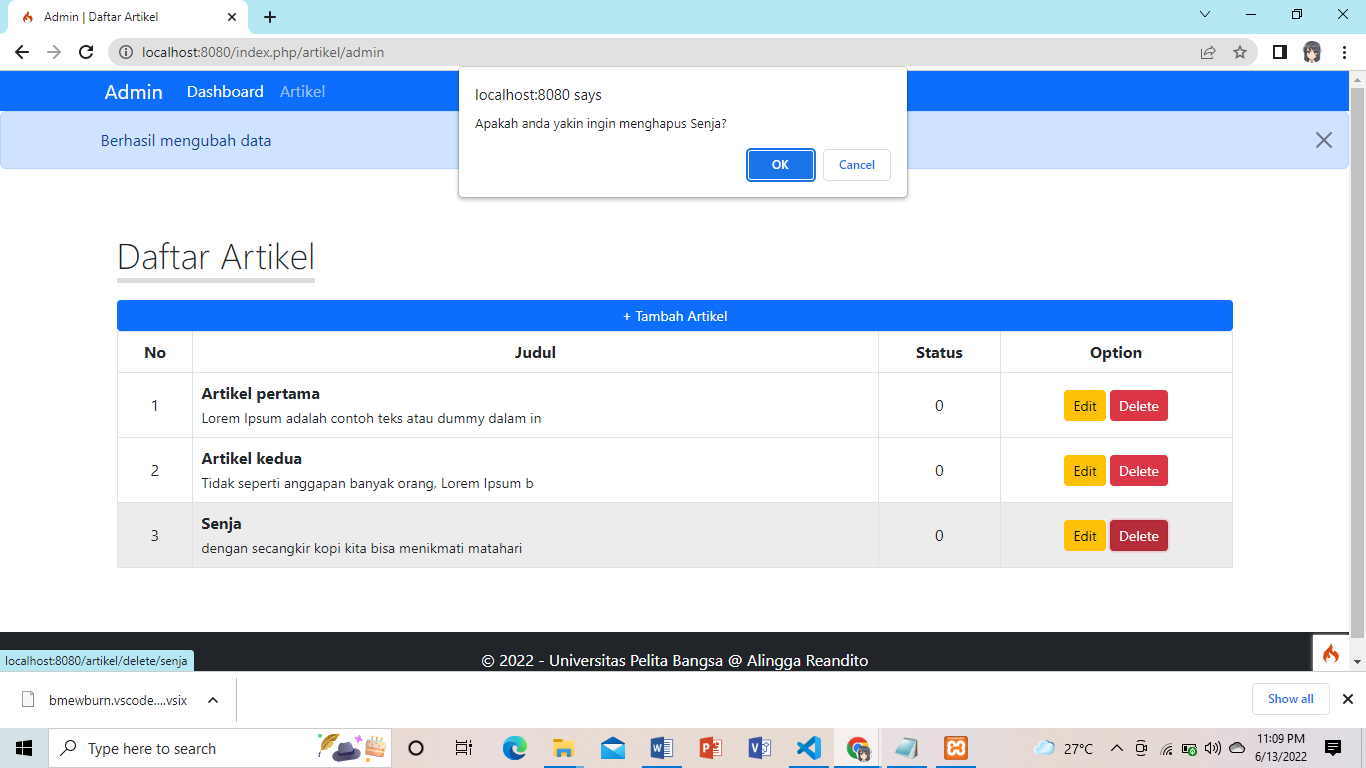 Admin | Daftar Artikel
localhost:8080/index.php/artikel/admin
Admin Dashboard Artikel
localhost:8080 says
Apakah anda yakin ingin menghapus Senja?
OK Cancel
Berhasil mengubah data
Daftar Artikel
+ Tambah Artikel
No Judul Status Option
1 Artikel pertama 0 Edit Delete
Lorem Ipsum adalah contoh teks atau dummy dalam in
2 Artikel kedua 0 Edit Delete
Tidak seperti anggapan banyak orang, Lorem Ipsum b
3 Senja 0 Edit Delete
dengan secangkir kopi kita bisa menikmati matahari
© 2022 - Universitas Pelita Bangsa @ Alingga Reandito
localhost:8080/artikel/delete/senja
bmewburn.vscode....vsix Show all
Type here to search
27°C
11:09 PM
6/13/2022